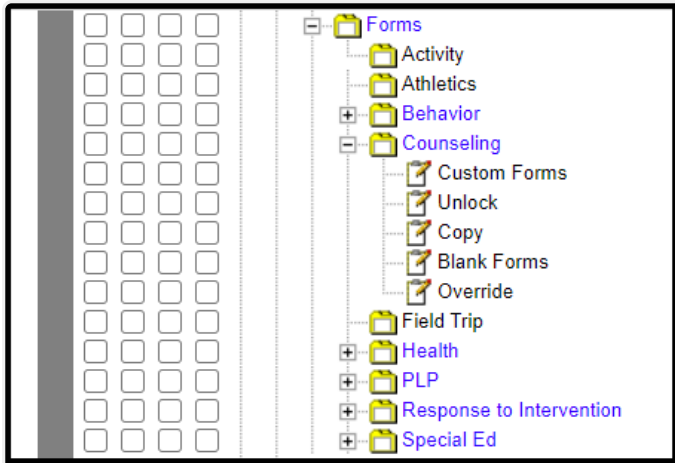 Forms
Activity
Athletics
Behavior
Counseling
Custom Forms
Unlock
Copy
Blank Forms
Override
Field Trip
Health
PLP
Response to Intervention
Special Ed